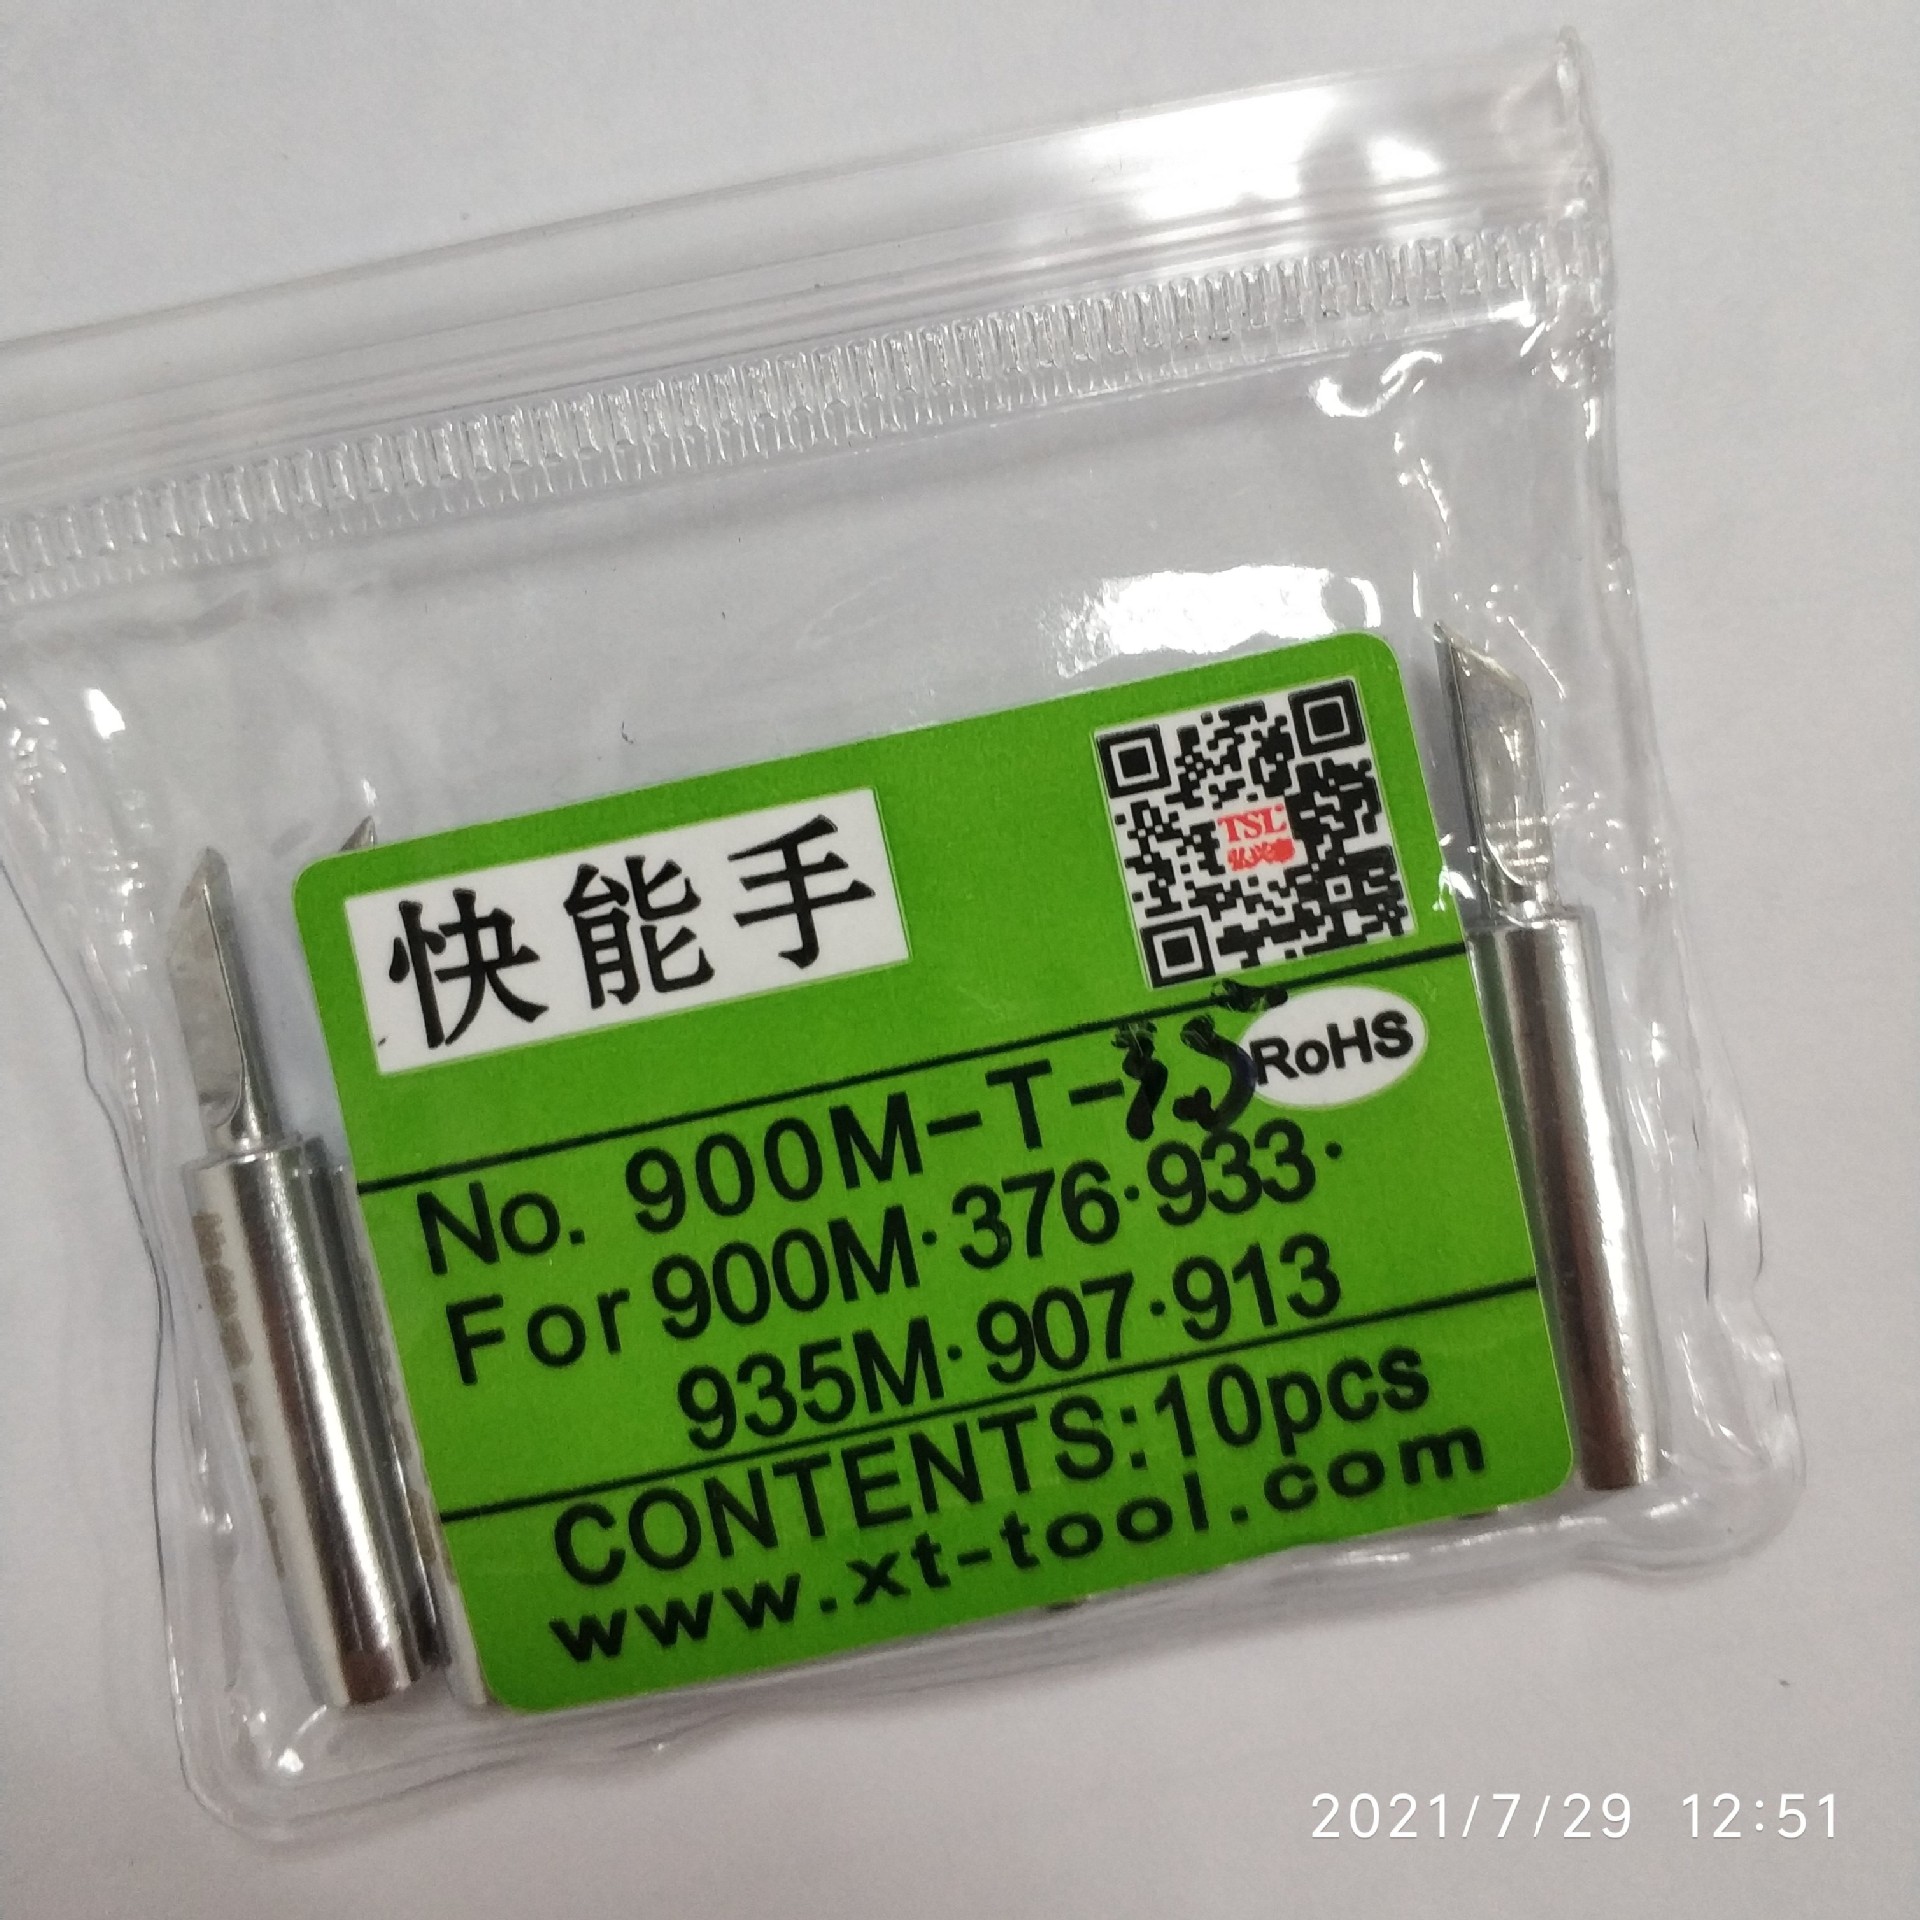 快能手
TSL
No. 900M-T-
RoHS
For 900M·376·933·
935M·907·913
CONTENTS:10pcs
www.xt-tool.com
2021/7/29 12:51